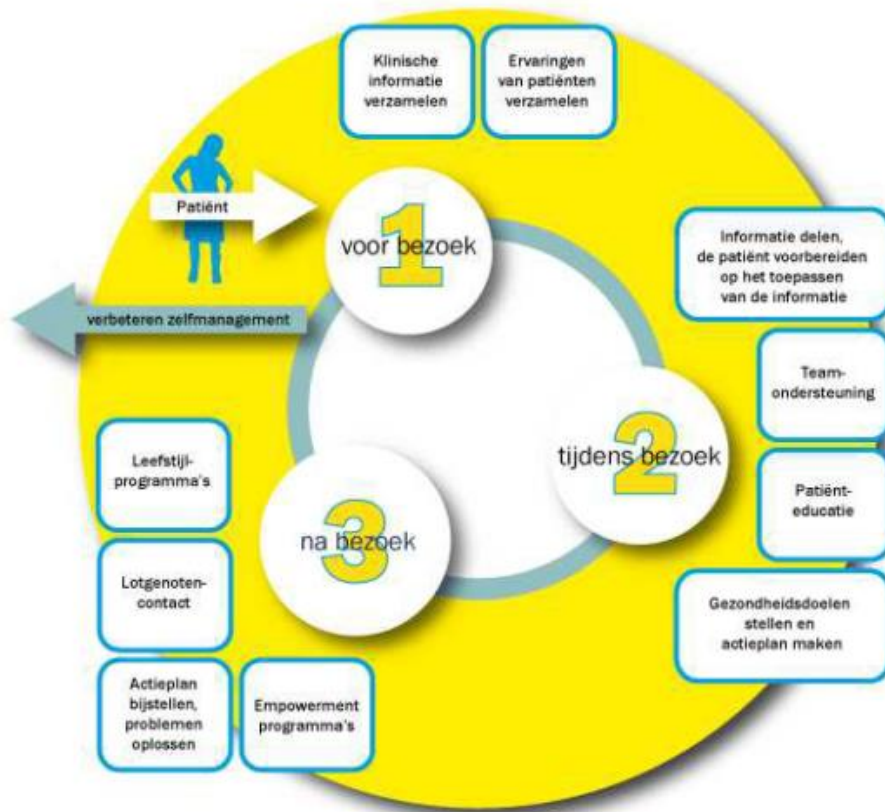 Klinische
informatie
verzamelen
Ervaringen
van patiënten
verzamelen
Patiënt
1
voor bezoek
verbeteren zelfmanagement
Informatie delen,
de patiënt voorbereiden
op het toepassen
van de informatie
Team-
ondersteuning
2
tijdens bezoek
Patiënt-
educatie
Gezondheidsdoelen
stellen en
actieplan maken
3
na bezoek
Leefstijl-
programma's
Lotgenoten-
contact
Actieplan
bijstellen,
problemen
oplossen
Empowerment
programma's